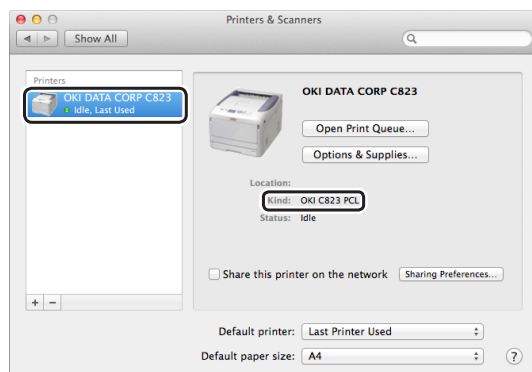 Printers & Scanners
Show All
Printers
OKI DATA CORP C823
Idle, Last Used
OKI DATA CORP C823
Open Print Queue...
Options & Supplies...
Location:
Kind: OKI C823 PCL
Status: Idle
Share this printer on the network Sharing Preferences...
+ −
Default printer: Last Printer Used
Default paper size: A4 ?